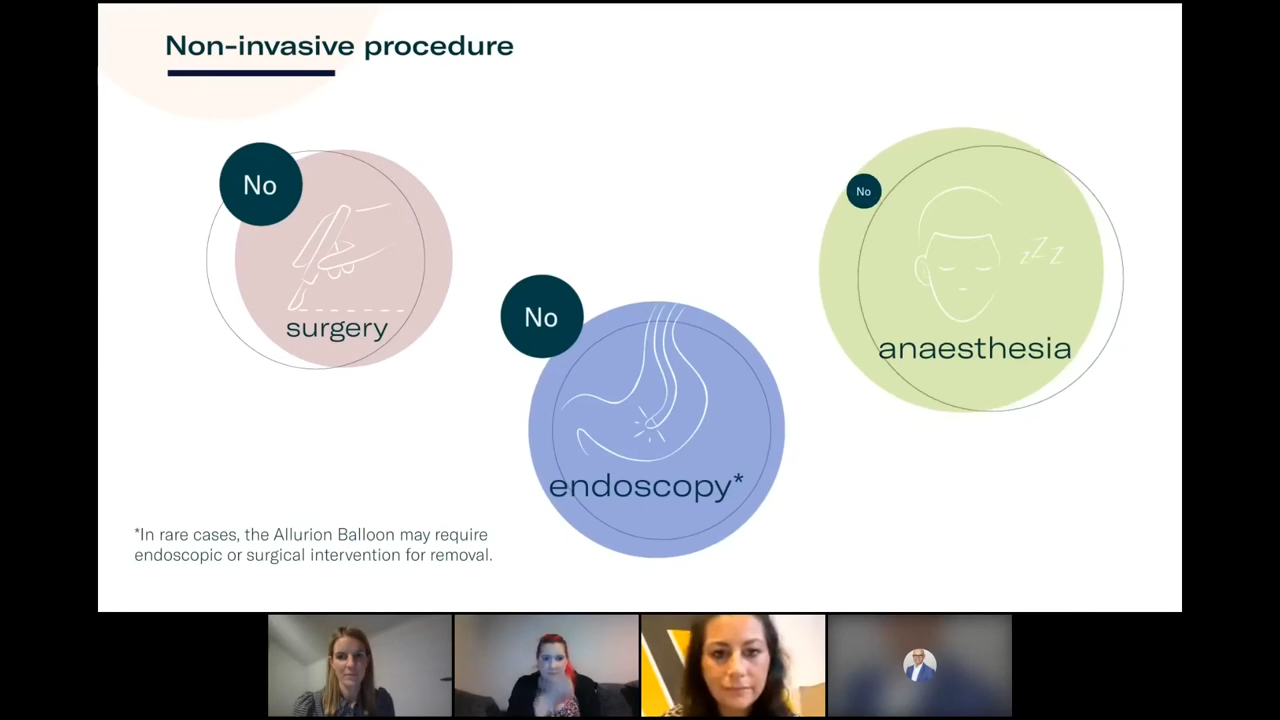 Non-invasive procedure
No
surgery
No
endoscopy*
No
zZZ
anaesthesia
*In rare cases, the Allurion Balloon may require
endoscopic or surgical intervention for removal.